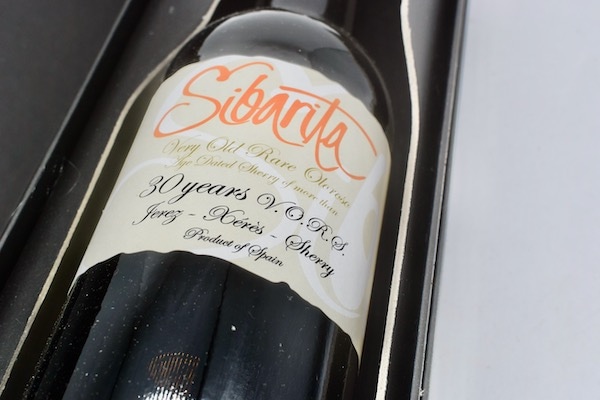 Sibarita
Very Old Rare Oloroso
Age Dated Sherry of more than
30 years V.O.R.S.
Jerez - Xérès - Sherry
Product of Spain